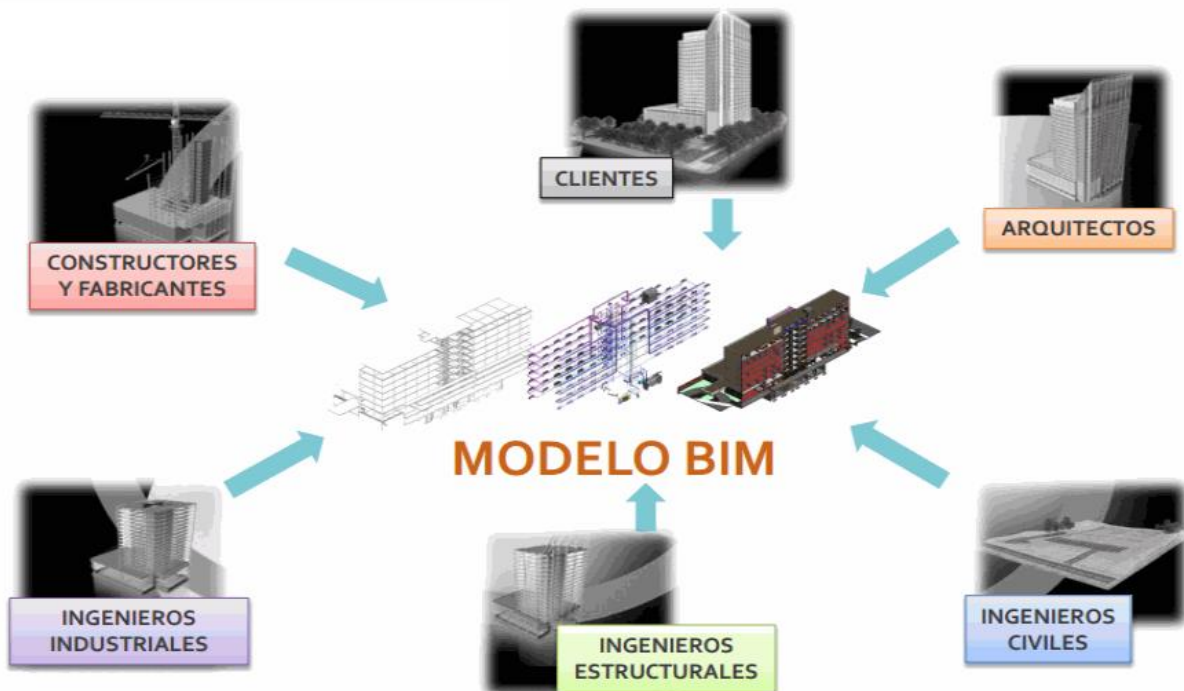 CLIENTES
ARQUITECTOS
CONSTRUCTORES
Y FABRICANTES
MODELO BIM
INGENIEROS
INDUSTRIALES
INGENIEROS
ESTRUCTURALES
INGENIEROS
CIVILES